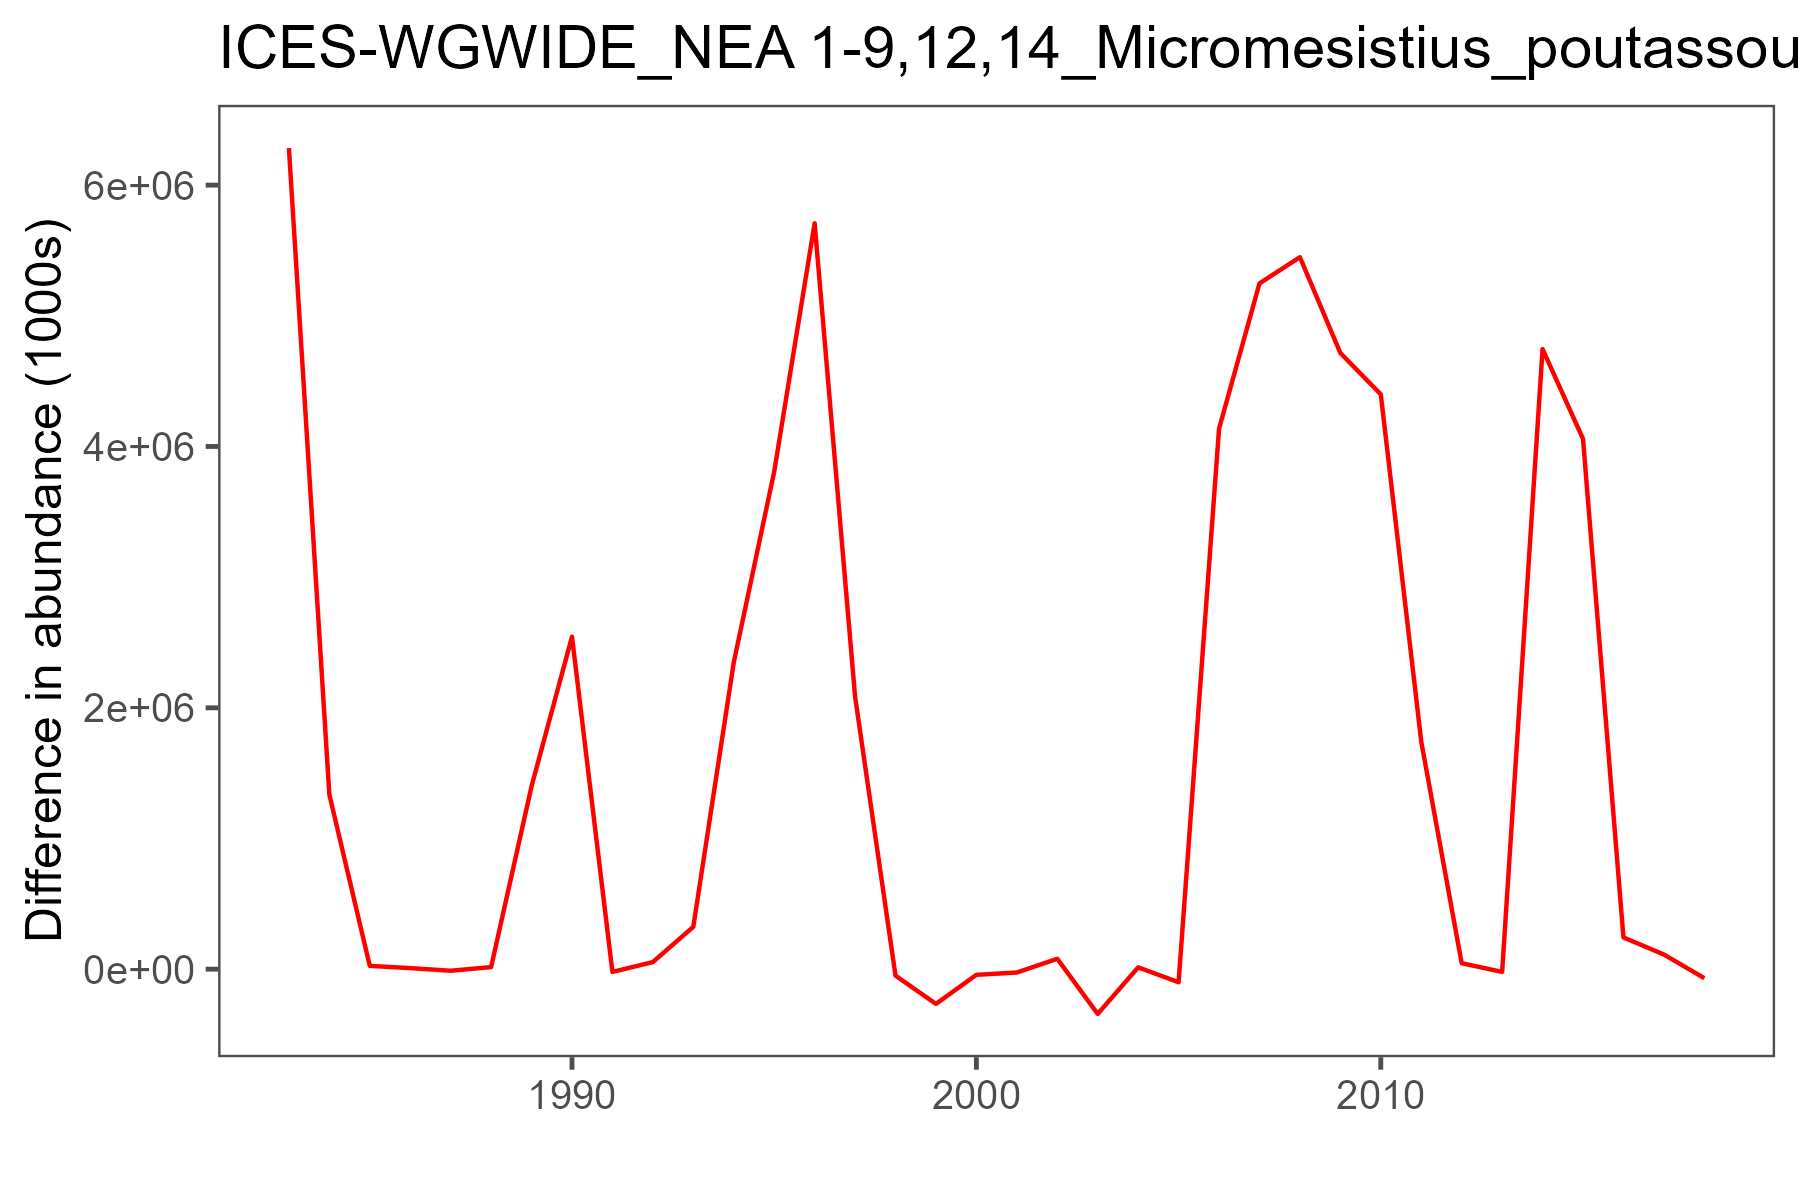 ICES-WGWIDE_NEA 1-9,12,14_Micromesistius_poutassou
Difference in abundance (1000s)
6e+06
4e+06
2e+06
0e+00
1990
2000
2010